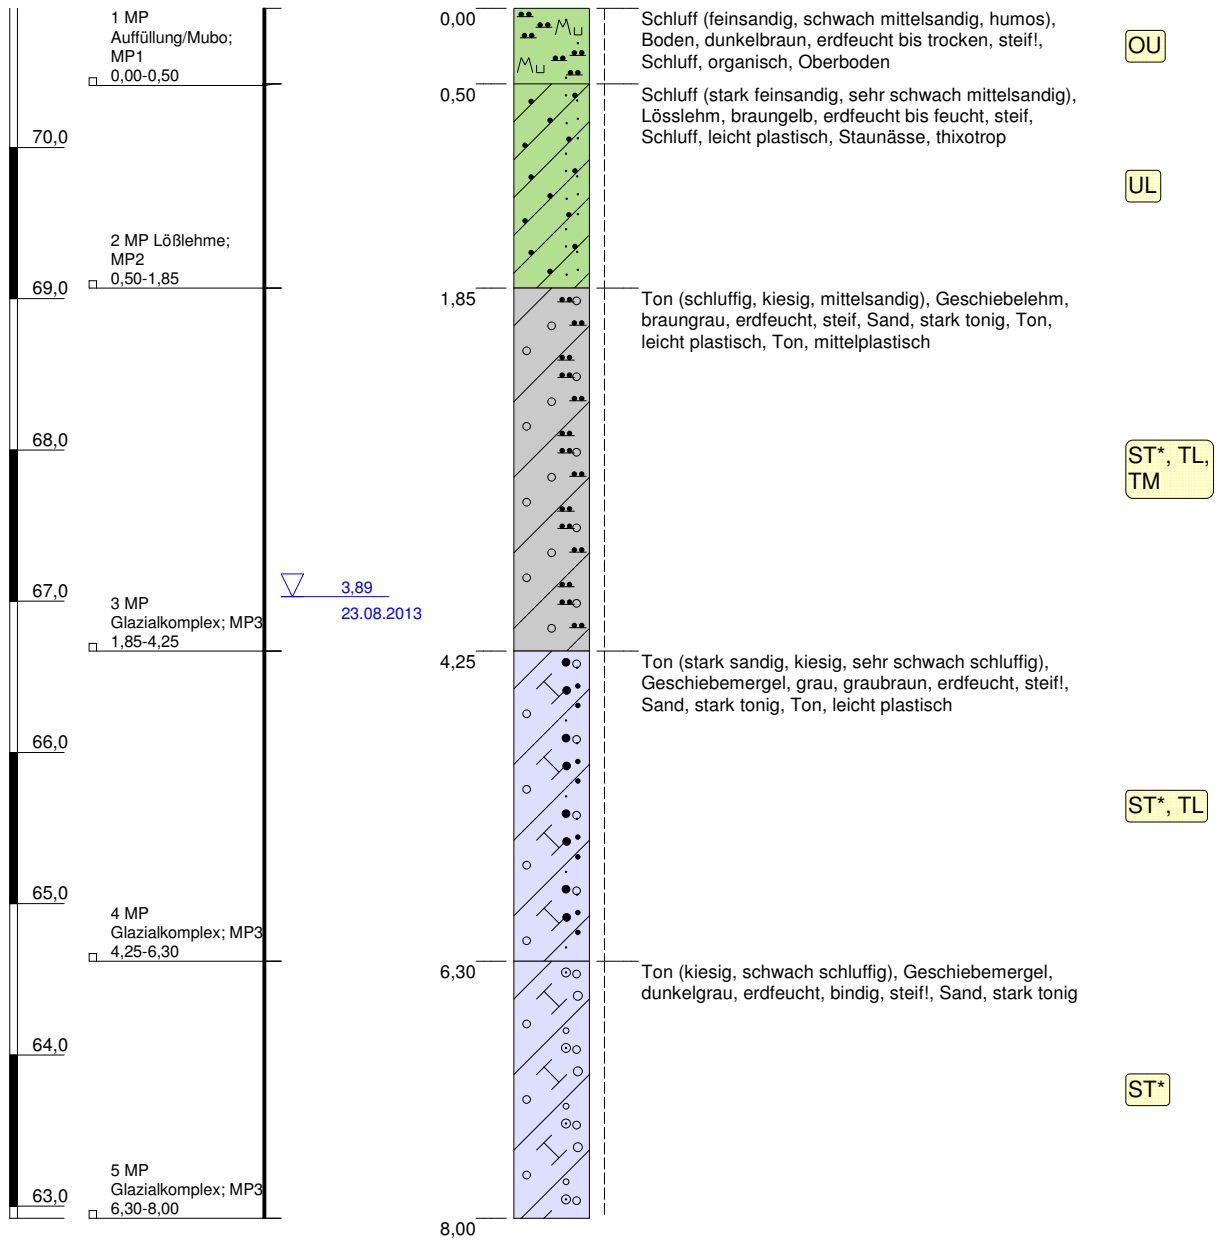 1 MP
Auffüllung/Mubo;
MP1
0,00-0,50
0,00
Schluff (feinsandig, schwach mittelsandig, humos),
Boden, dunkelbraun, erdfeucht bis trocken, steif!,
Schluff, organisch, Oberboden
OU
0,50
Schluff (stark feinsandig, sehr schwach mittelsandig),
Lösslehm, braungelb, erdfeucht bis feucht, steif,
Schluff, leicht plastisch, Staunässe, thixotrop
70,0
UL
2 MP Lößlehme;
MP2
0,50-1,85
69,0
1,85
Ton (schluffig, kiesig, mittelsandig), Geschiebelehm,
braungrau, erdfeucht, steif, Sand, stark tonig, Ton,
leicht plastisch, Ton, mittelplastisch
68,0
ST*, TL,
TM
67,0
3,89
23.08.2013
3 MP
Glazialkomplex; MP3
1,85-4,25
4,25
Ton (stark sandig, kiesig, sehr schwach schluffig),
Geschiebemergel, grau, graubraun, erdfeucht, steif!,
Sand, stark tonig, Ton, leicht plastisch
66,0
ST*, TL
65,0
4 MP
Glazialkomplex; MP3
4,25-6,30
6,30
Ton (kiesig, schwach schluffig), Geschiebemergel,
dunkelgrau, erdfeucht, bindig, steif!, Sand, stark tonig
64,0
ST*
5 MP
Glazialkomplex; MP3
6,30-8,00
63,0
8,00